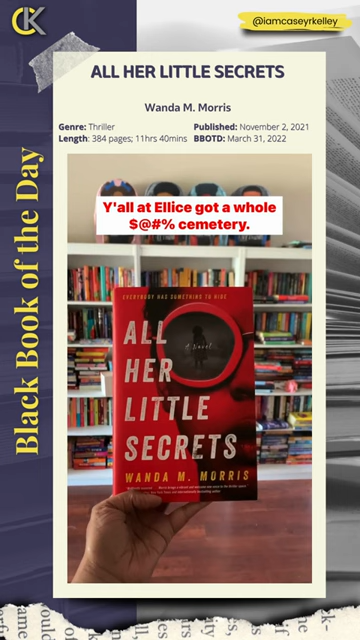 CK
@iamcaseyrkelley
ALL HER LITTLE SECRETS
Wanda M. Morris
Genre: Thriller
Published: November 2, 2021
Length: 384 pages; 11hrs 40mins
BBOTD: March 31, 2022
Black Book of the Day
Y'all at Ellice got a whole
$@#% cemetery.
EVERYBODY HAS SOMETHING TO HIDE
ALL
A Novel
HER
LITTLE
SECRETS
WANDA M. MORRIS